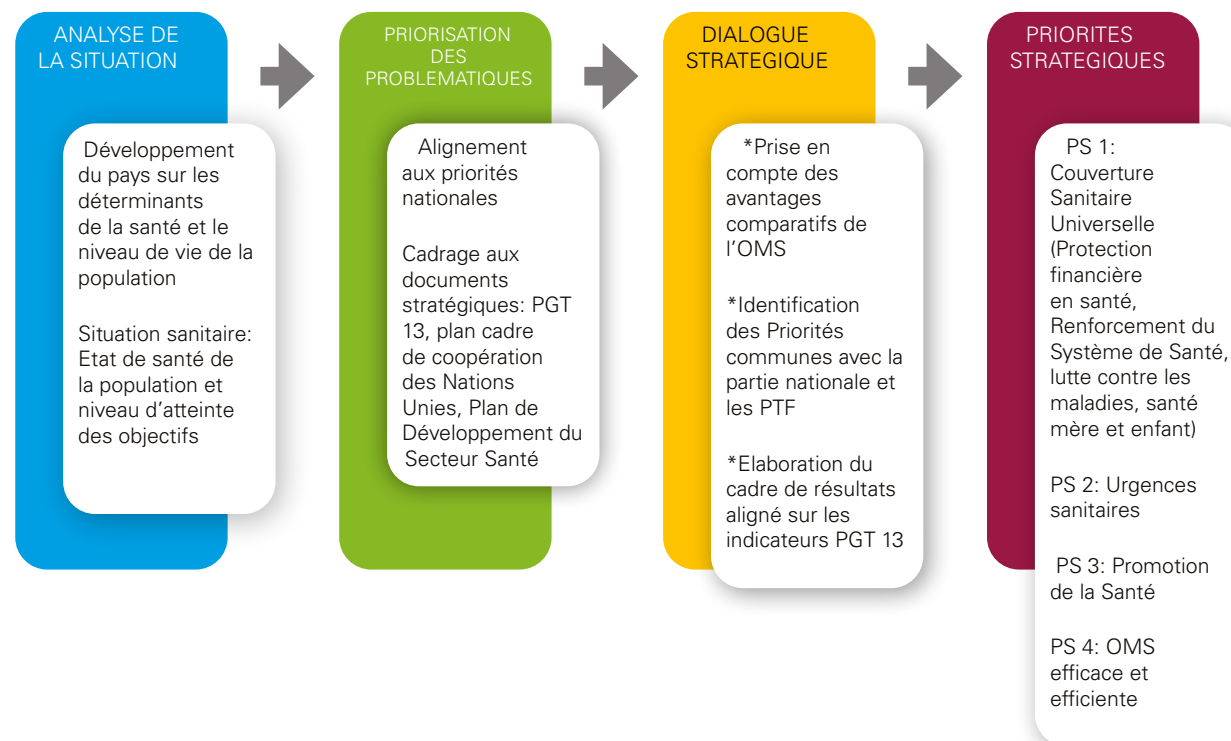 ANALYSE DE
LA SITUATION
Développement
du pays sur les
déterminants
de la santé et le
niveau de vie de la
population
Situation sanitaire:
Etat de santé de
la population et
niveau d’atteinte
des objectifs
PRIORISATION
DES
PROBLEMATIQUES
Alignement
aux priorités
nationales
Cadrage aux
documents
stratégiques: PGT
13, plan cadre
de coopération
des Nations
Unies, Plan de
Développement du
Secteur Santé
DIALOGUE
STRATEGIQUE
*Prise en
compte des
avantages
comparatifs de
l’OMS
*Identification
des Priorités
communes avec la
partie nationale et
les PTF
*Elaboration du
cadre de résultats
aligné sur les
indicateurs PGT 13
PRIORITES
STRATEGIQUES
PS 1:
Couverture
Sanitaire
Universelle
(Protection
financière
en santé,
Renforcement du
Système de Santé,
lutte contre les
maladies, santé
mère et enfant)
PS 2: Urgences
sanitaires
PS 3: Promotion
de la Santé
PS 4: OMS
efficace et
efficiente